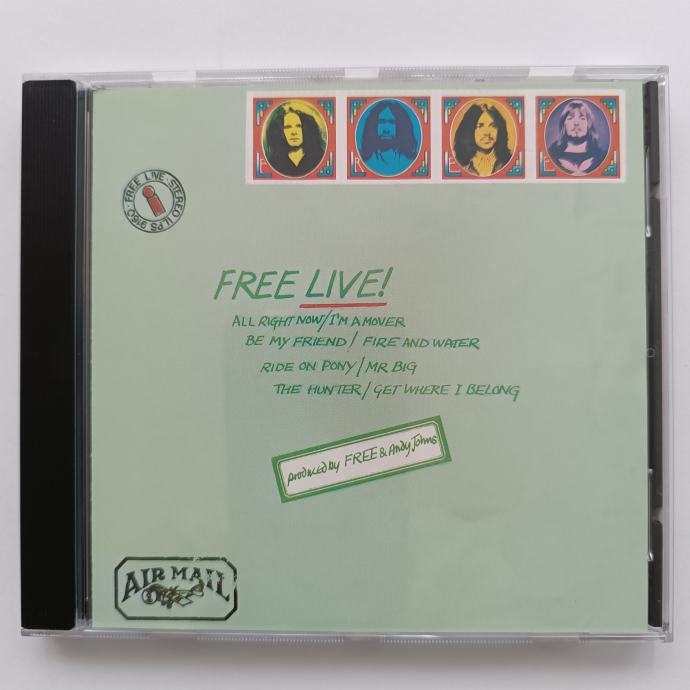 F R E E
FREE LIVE · STEREO ILPS 9160 ·
i
FREE LIVE!
ALL RIGHT NOW/I'M A MOVER
BE MY FRIEND/ FIRE AND WATER
RIDE ON PONY/MR BIG
THE HUNTER/GET WHERE I BELONG
produced by FREE & Andy Johns
AIR MAIL